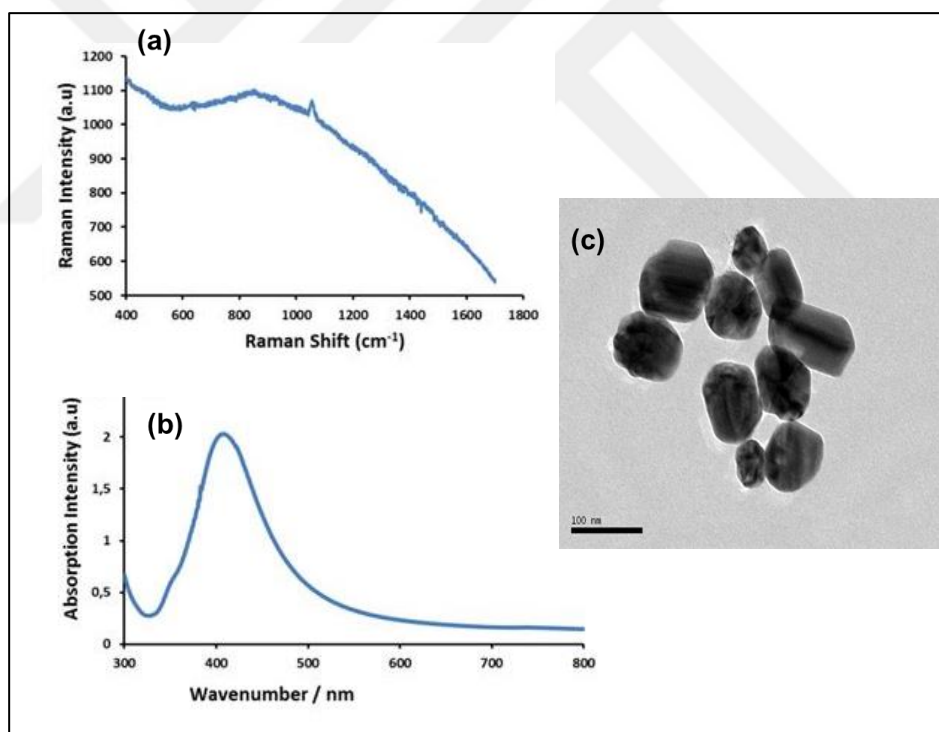 (a)
1200
1100
1000
900
800
700
600
500
Raman Intensity (a.u)
400 600 800 1000 1200 1400 1600 1800
Raman Shift (cm-1)
(b)
2
1,5
1
0,5
0
Absorption Intensity (a.u)
300 400 500 600 700 800
Wavenumber / nm
(c)
100 nm